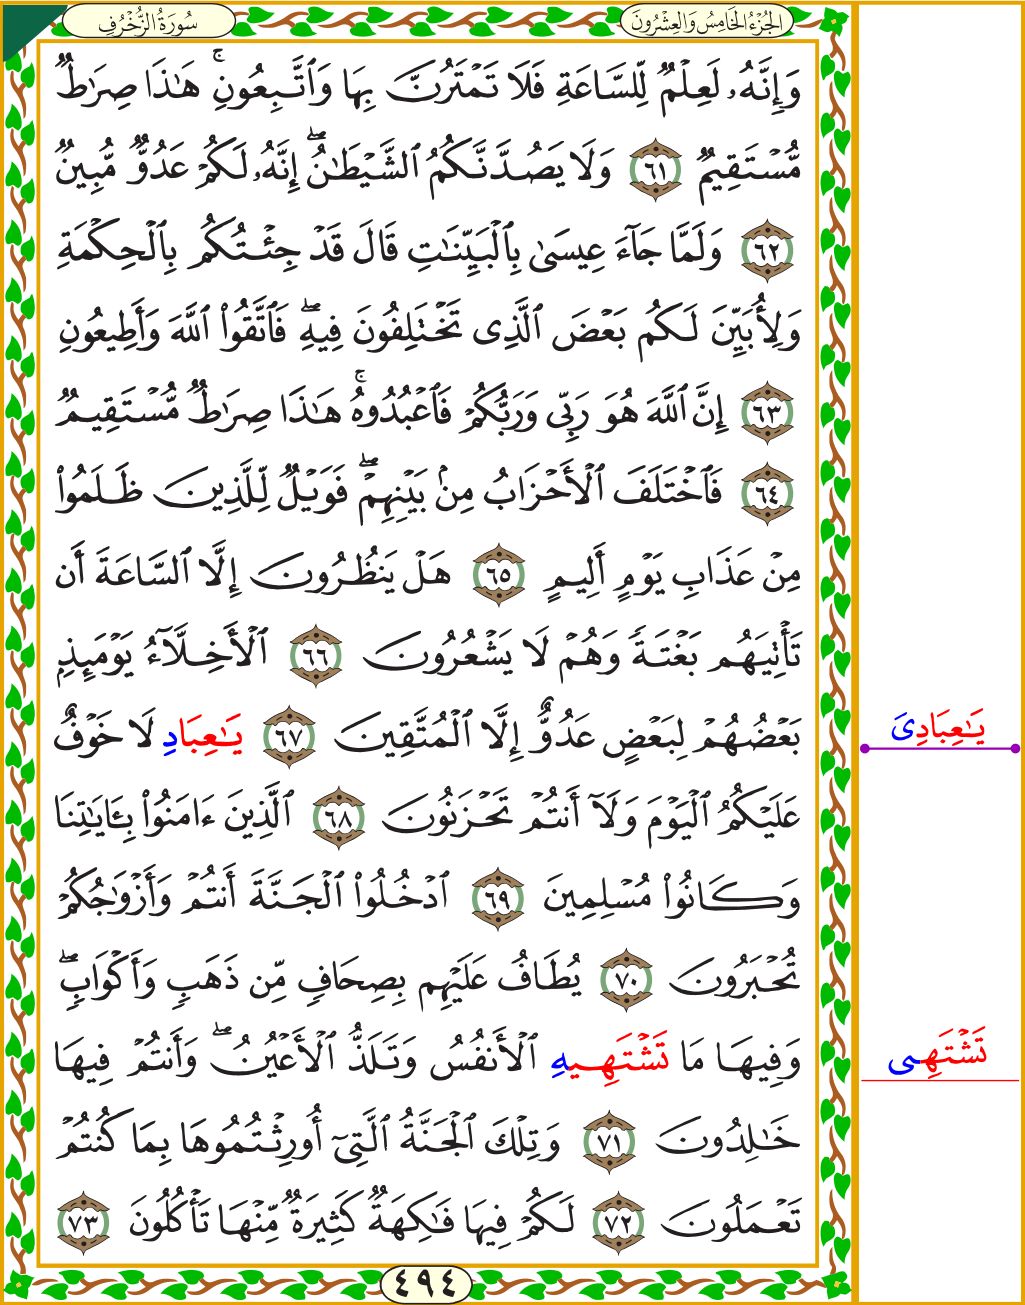 سُورَةُ الزُّخْرُفِ
الجُزْءُ الخَامِسُ وَالعِشْرُونَ
وَإِنَّهُۥ لَعِلْمٌ لِّلسَّاعَةِ فَلَا تَمْتَرُنَّ بِهَا وَٱتَّبِعُونِۚ هَٰذَا صِرَٰطٌ
مُّسْتَقِيمٌ ٦١ وَلَا يَصُدَّنَّكُمُ ٱلشَّيْطَٰنُۖ إِنَّهُۥ لَكُمْ عَدُوٌّ مُّبِينٌ
٦٢ وَلَمَّا جَآءَ عِيسَىٰ بِٱلْبَيِّنَٰتِ قَالَ قَدْ جِئْتُكُم بِٱلْحِكْمَةِ
وَلِأُبَيِّنَ لَكُم بَعْضَ ٱلَّذِى تَخْتَلِفُونَ فِيهِۖ فَٱتَّقُوا۟ ٱللَّهَ وَأَطِيعُونِ
٦٣ إِنَّ ٱللَّهَ هُوَ رَبِّى وَرَبُّكُمْ فَٱعْبُدُوهُۚ هَٰذَا صِرَٰطٌ مُّسْتَقِيمٌ
٦٤ فَٱخْتَلَفَ ٱلْأَحْزَابُ مِنۢ بَيْنِهِمْۖ فَوَيْلٌ لِّلَّذِينَ ظَلَمُوا۟
مِنْ عَذَابِ يَوْمٍ أَلِيمٍ ٦٥ هَلْ يَنظُرُونَ إِلَّا ٱلسَّاعَةَ أَن
تَأْتِيَهُم بَغْتَةً وَهُمْ لَا يَشْعُرُونَ ٦٦ ٱلْأَخِلَّآءُ يَوْمَئِذٍۭ
بَعْضُهُمْ لِبَعْضٍ عَدُوٌّ إِلَّا ٱلْمُتَّقِينَ ٦٧ يَٰعِبَادِ لَا خَوْفٌ
يَٰعِبَادِىَ
عَلَيْكُمُ ٱلْيَوْمَ وَلَآ أَنتُمْ تَحْزَنُونَ ٦٨ ٱلَّذِينَ ءَامَنُوا۟ بِـَٔايَٰتِنَا
وَكَانُوا۟ مُسْلِمِينَ ٦٩ ٱدْخُلُوا۟ ٱلْجَنَّةَ أَنتُمْ وَأَزْوَٰجُكُمْ
تُحْبَرُونَ ٧٠ يُطَافُ عَلَيْهِم بِصِحَافٍ مِّن ذَهَبٍ وَأَكْوَابٍۖ
وَفِيهَا مَا تَشْتَهِيهِ ٱلْأَنفُسُ وَتَلَذُّ ٱلْأَعْيُنُۖ وَأَنتُمْ فِيهَا
تَشْتَهِى
خَٰلِدُونَ ٧١ وَتِلْكَ ٱلْجَنَّةُ ٱلَّتِىٓ أُورِثْتُمُوهَا بِمَا كُنتُمْ
تَعْمَلُونَ ٧٢ لَكُمْ فِيهَا فَٰكِهَةٌ كَثِيرَةٌ مِّنْهَا تَأْكُلُونَ ٧٣
٤٩٤